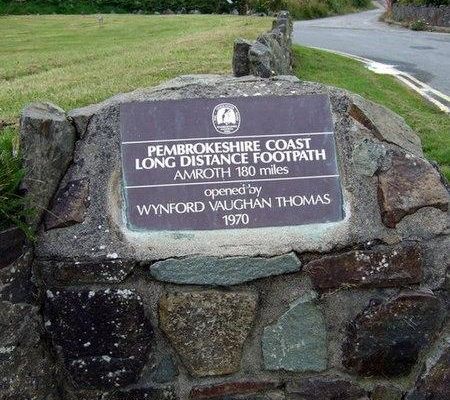 PEMBROKESHIRE COAST
LONG DISTANCE FOOTPATH
AMROTH 180 miles
opened by
WYNFORD VAUGHAN THOMAS
1970